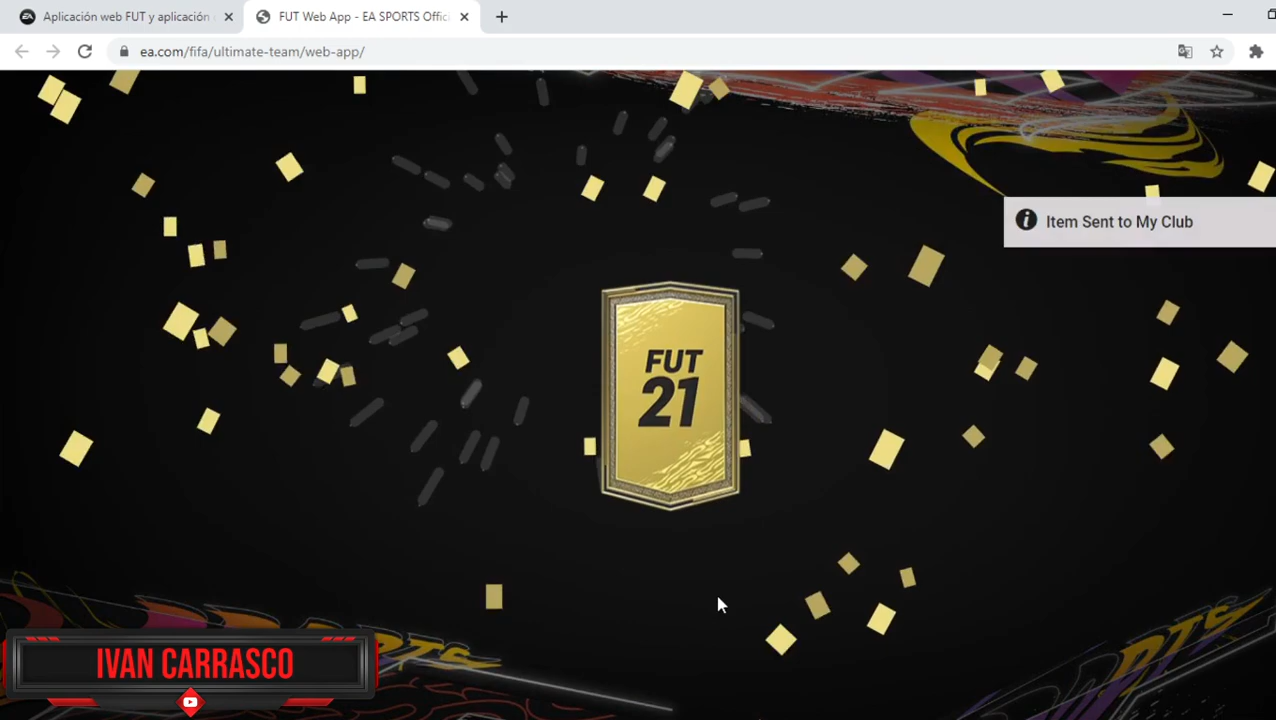 Aplicación web FUT y aplicación
FUT Web App - EA SPORTS Offici
ea.com/fifa/ultimate-team/web-app/
Item Sent to My Club
FUT
21
IVAN CARRASCO